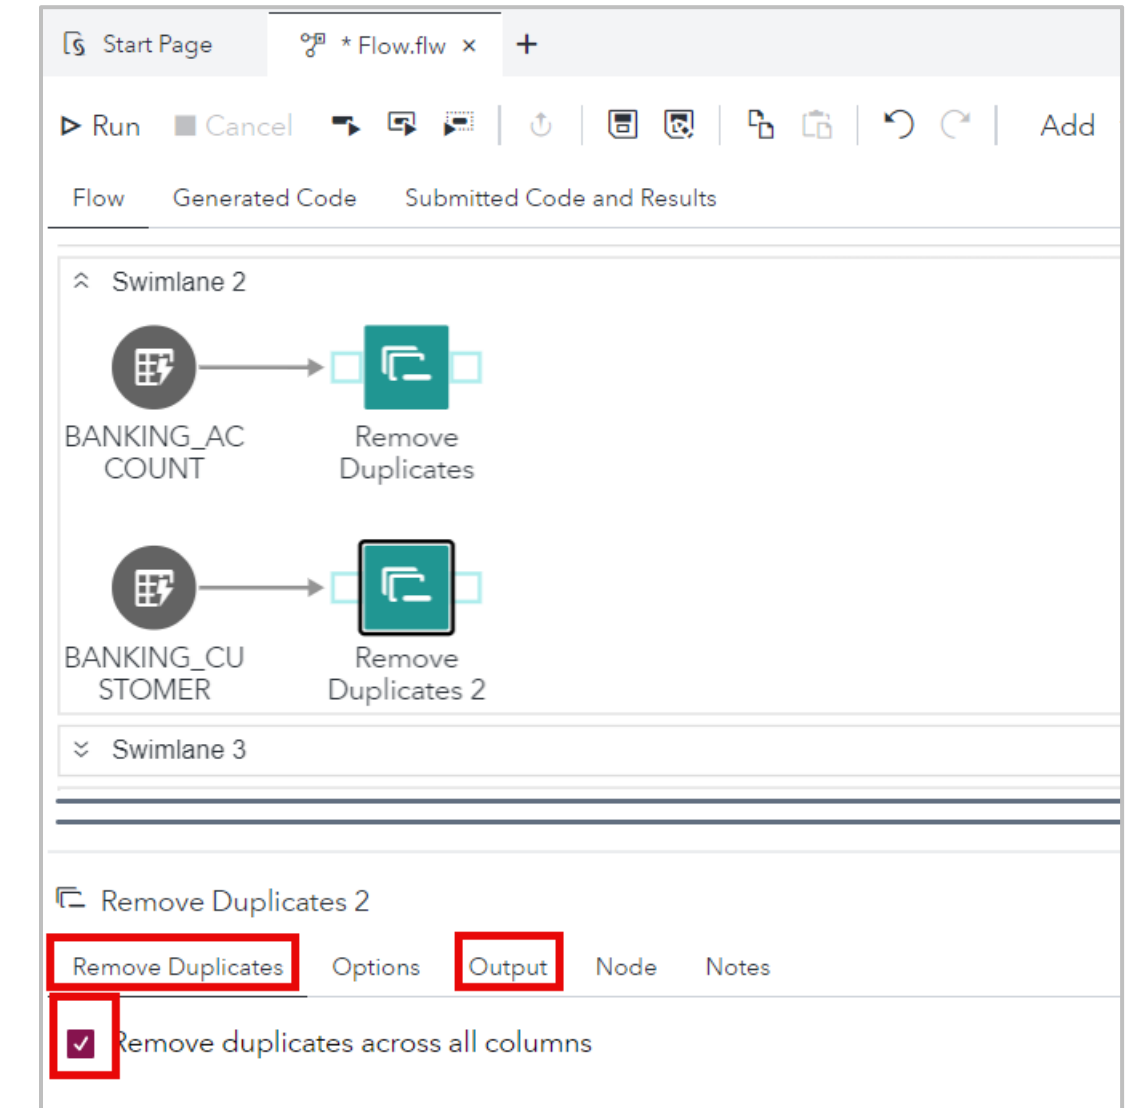 Start Page
* Flow.flw × +
Run Cancel Add
Flow Generated Code Submitted Code and Results
Swimlane 2
BANKING_AC
COUNT
Remove
Duplicates
BANKING_CU
STOMER
Remove
Duplicates 2
Swimlane 3
Remove Duplicates 2
Remove Duplicates Options Output Node Notes
Remove duplicates across all columns